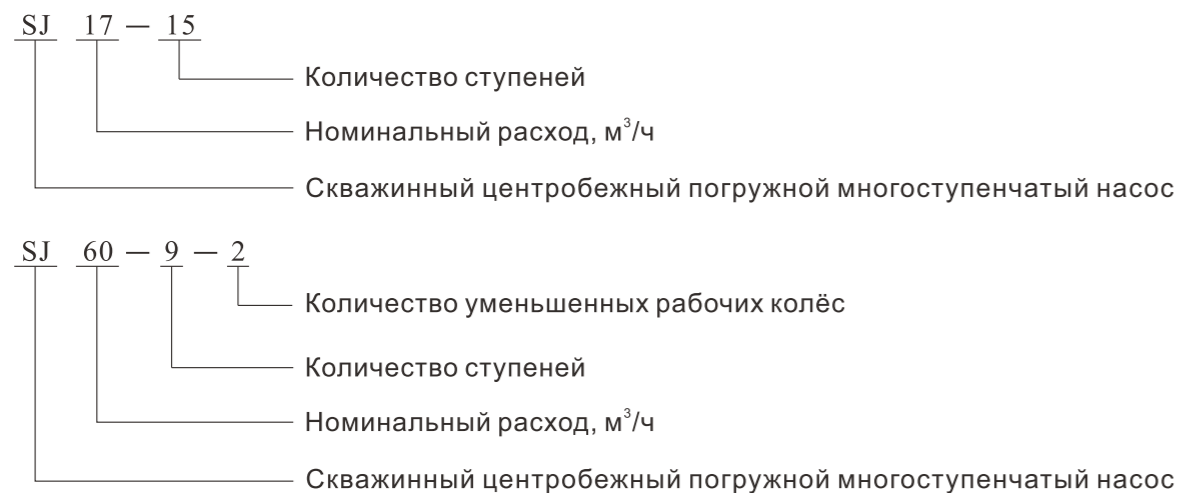 SJ 17 — 15
Количество ступеней
Номинальный расход, м³/ч
Скважинный центробежный погружной многоступенчатый насос
SJ 60 — 9 — 2
Количество уменьшенных рабочих колёс
Количество ступеней
Номинальный расход, м³/ч
Скважинный центробежный погружной многоступенчатый насос